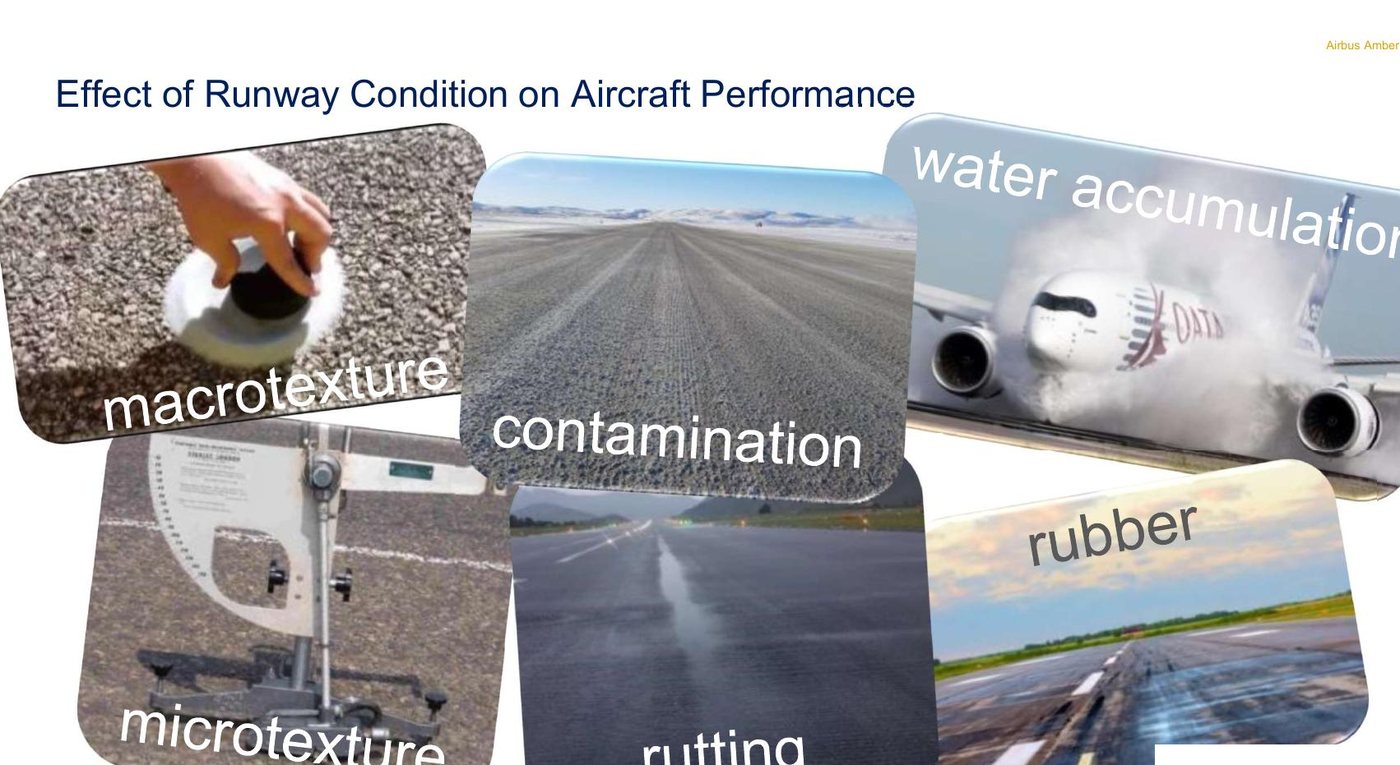 Airbus Amber
Effect of Runway Condition on Aircraft Performance
water accumulation
macrotexture
contamination
rubber
microtexture
rutting